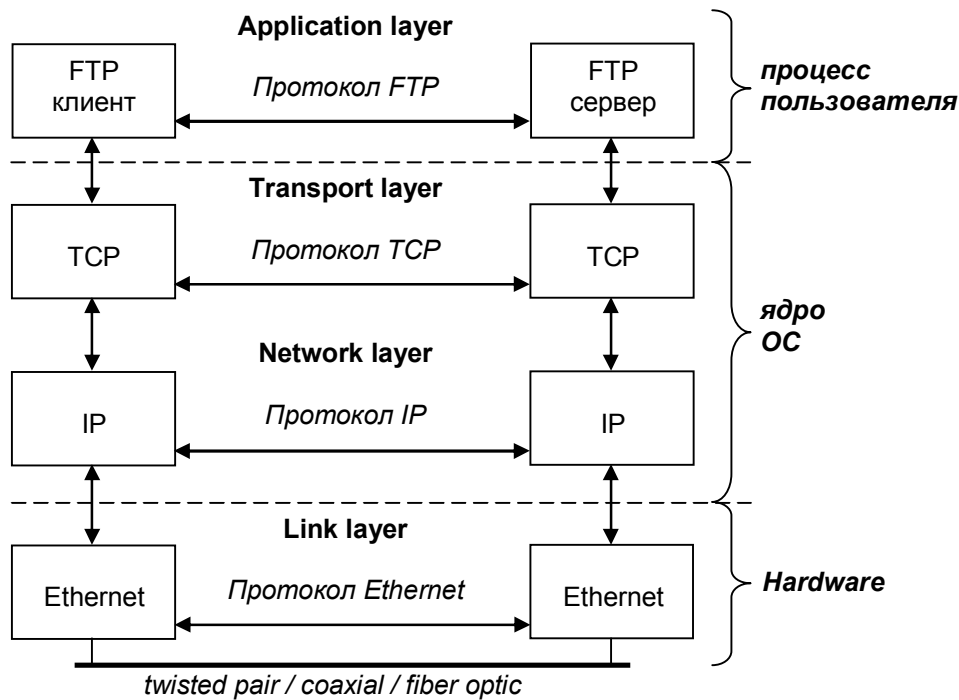 Application layer
FTP
клиент
Протокол FTP
FTP
сервер
процесс
пользователя
Transport layer
TCP
Протокол TCP
TCP
ядро
ОС
Network layer
IP
Протокол IP
IP
Link layer
Ethernet
Протокол Ethernet
Ethernet
Hardware
twisted pair / coaxial / fiber optic